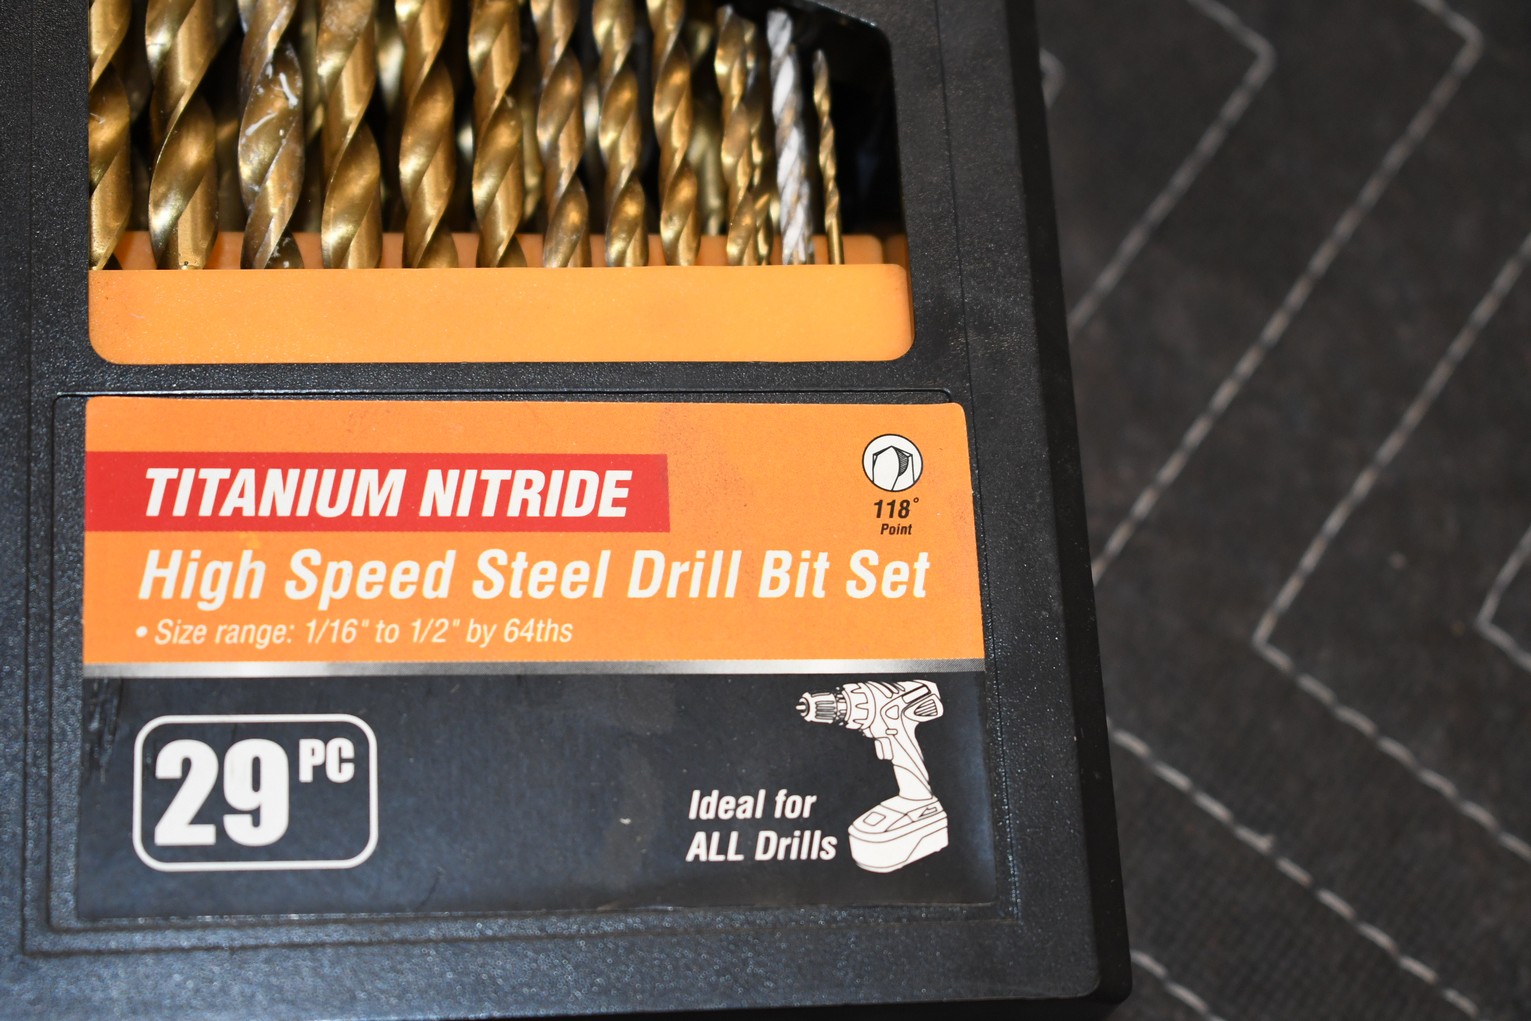 TITANIUM NITRIDE
118°
Point
High Speed Steel Drill Bit Set
• Size range: 1/16" to 1/2" by 64ths
29 PC
Ideal for
ALL Drills